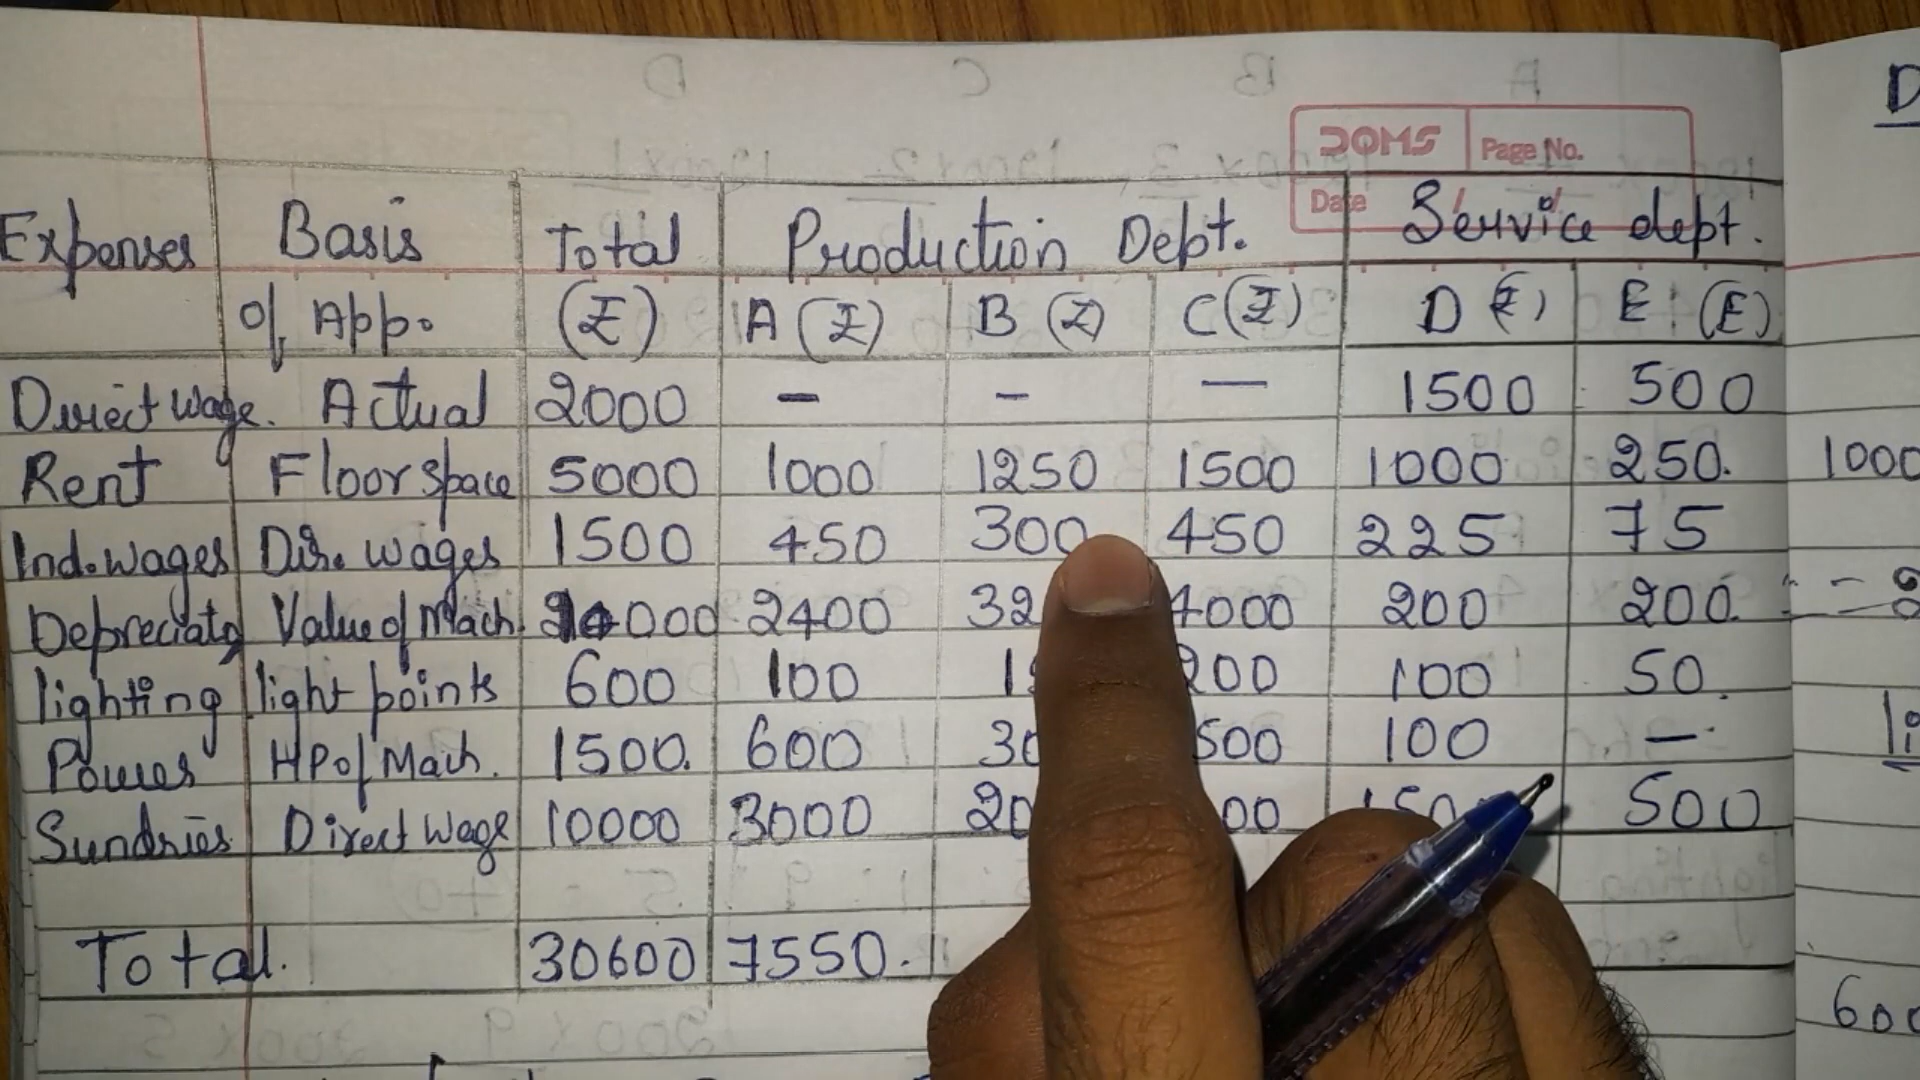 DOMS Page No.
Date
Expenses Basis Total Production Dept. Service dept.
of App. (₹) A (₹) B (₹) C (₹) D (₹) E (₹)
Direct wage. Actual 2000 - - — 1500 500
Rent Floor space 5000 1000 1250 1500 1000 250. 1000
Ind. wages Dir. wages 1500 450 300 450 225 75
Value of Mach. 2400 200 200.
lighting light points 600 100 200 100 50.
Power HP of Mach. 1500. 600 500 100 —
Sundries Direct wage 10000 3000 500
Total. 30600 7550.